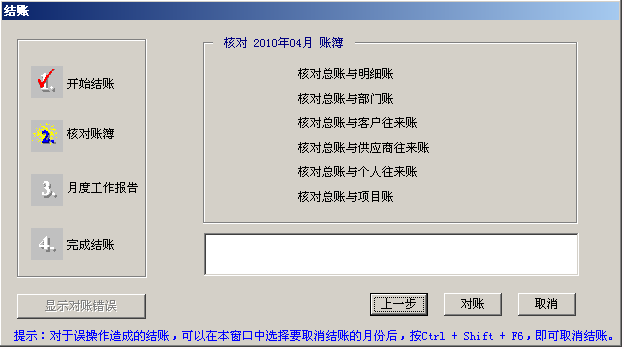 结账
1. 开始结账
2. 核对账簿
3. 月度工作报告
4. 完成结账
显示对账错误
核对 2010年04月 账簿
核对总账与明细账
核对总账与部门账
核对总账与客户往来账
核对总账与供应商往来账
核对总账与个人往来账
核对总账与项目账
上一步 对账 取消
提示：对于误操作造成的结账，可以在本窗口中选择要取消结账的月份后，按Ctrl + Shift + F6，即可取消结账。